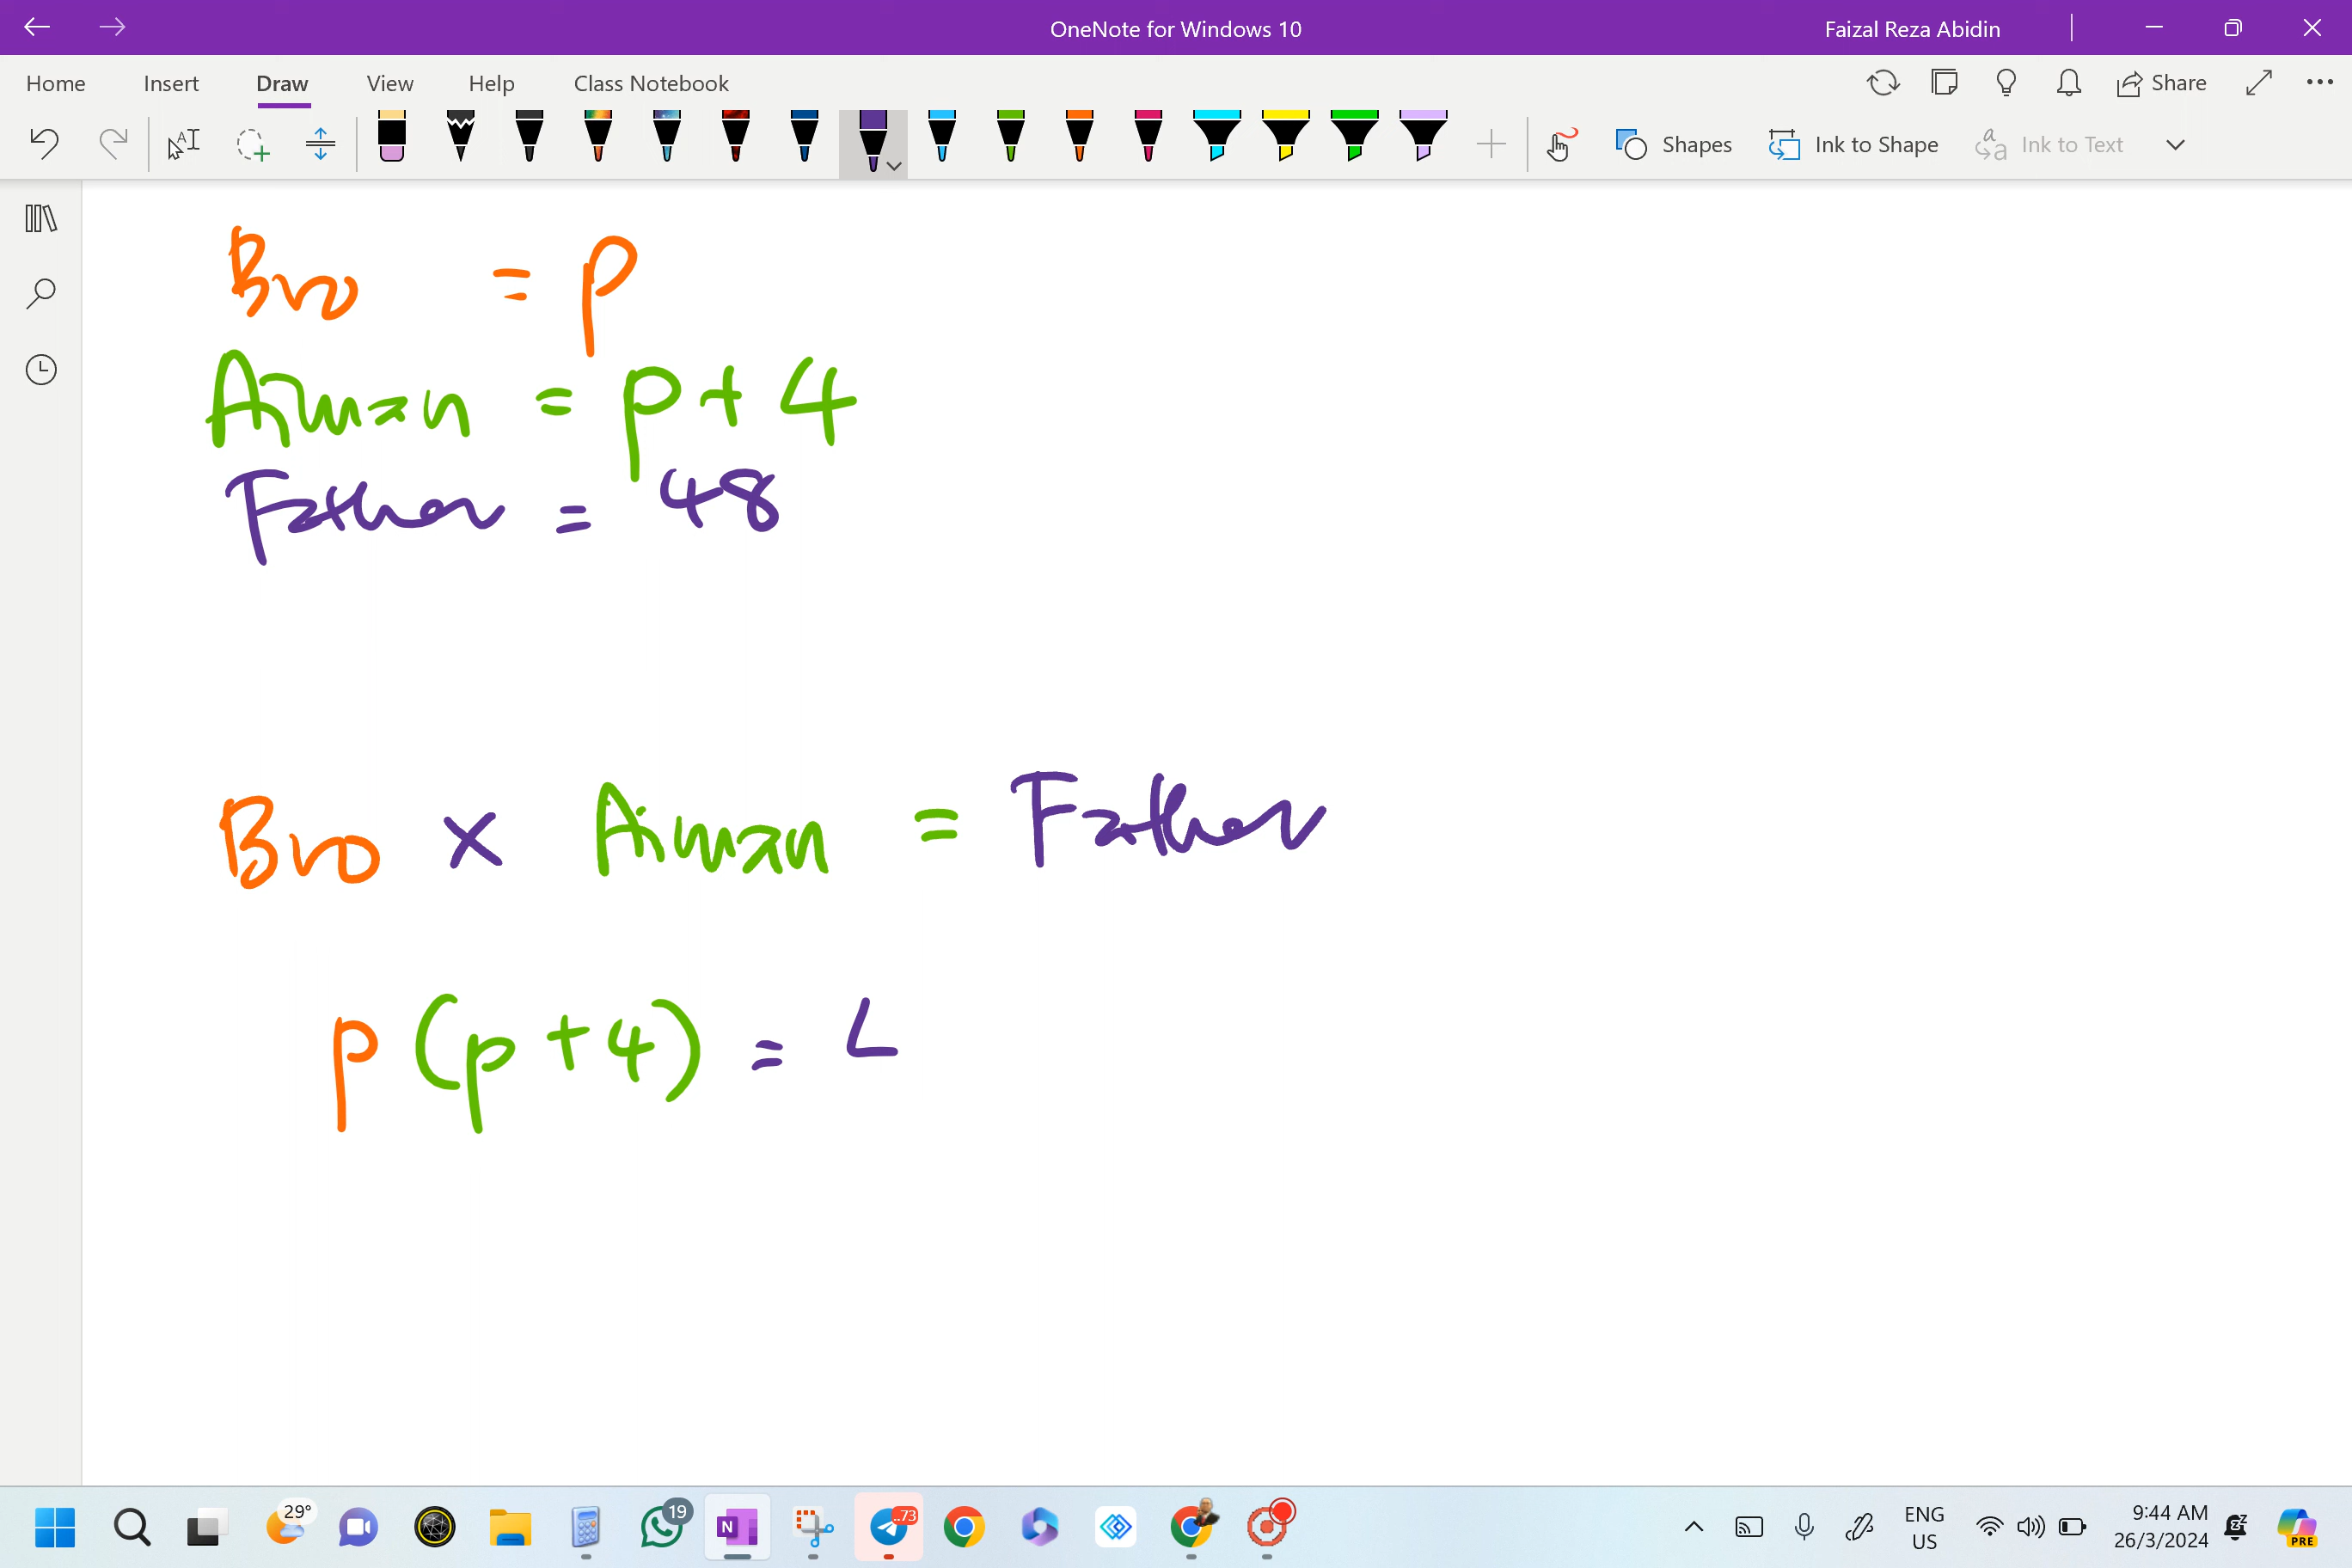 OneNote for Windows 10 Faizal Reza Abidin
Home Insert Draw View Help Class Notebook Share
Shapes Ink to Shape Ink to Text
Bro = p
Aiman = p + 4
Father = 48
Bro x Aiman = Father
p (p + 4) = L
29° 19 ..73 ENG 9:44 AM
US 26/3/2024 PRE